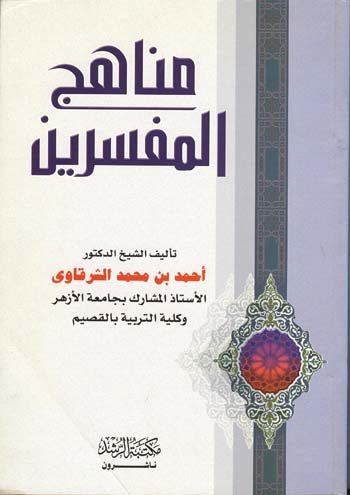 مناهج
المفسرين
تأليف الشيخ الدكتور
أحمد بن محمد الشرقاوى
الأستاذ المشارك بجامعة الأزهر
وكلية التربية بالقصيم
مكتبة الرشد
ناشرون